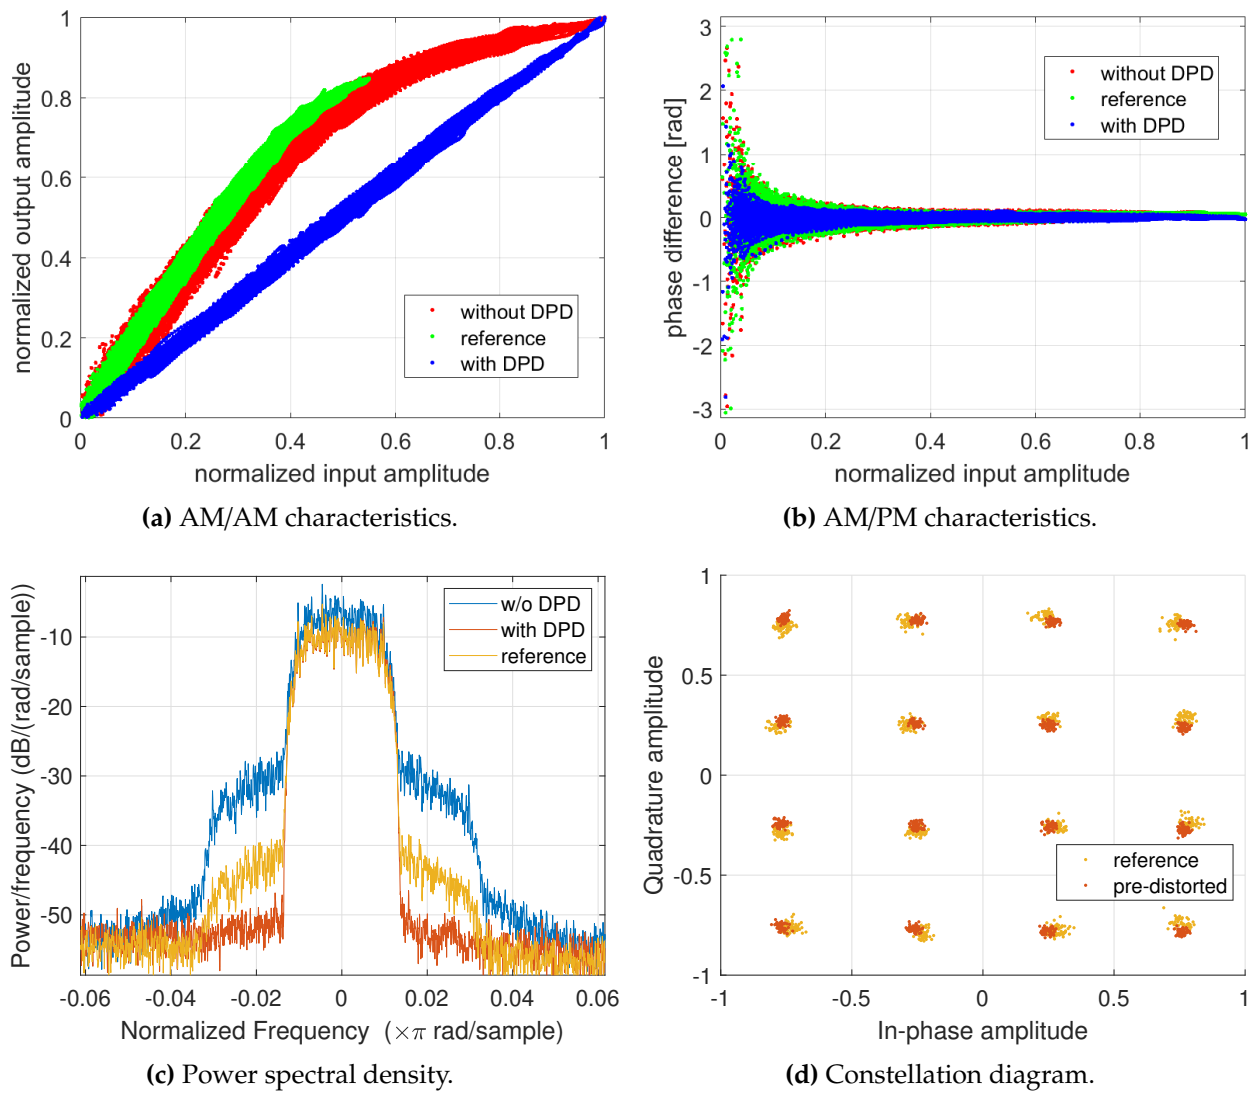 1
0.8
0.6
0.4
0.2
0
0
0.2
0.4
0.6
0.8
1
normalized output amplitude
normalized input amplitude
without DPD
reference
with DPD
(a) AM/AM characteristics.
3
2
1
0
-1
-2
-3
0
0.2
0.4
0.6
0.8
1
phase difference [rad]
normalized input amplitude
without DPD
reference
with DPD
(b) AM/PM characteristics.
-10
-20
-30
-40
-50
-0.06
-0.04
-0.02
0
0.02
0.04
0.06
Power/frequency (dB/(rad/sample))
Normalized Frequency (×π rad/sample)
w/o DPD
with DPD
reference
(c) Power spectral density.
1
0.5
0
-0.5
-1
-1
-0.5
0
0.5
1
Quadrature amplitude
In-phase amplitude
reference
pre-distorted
(d) Constellation diagram.